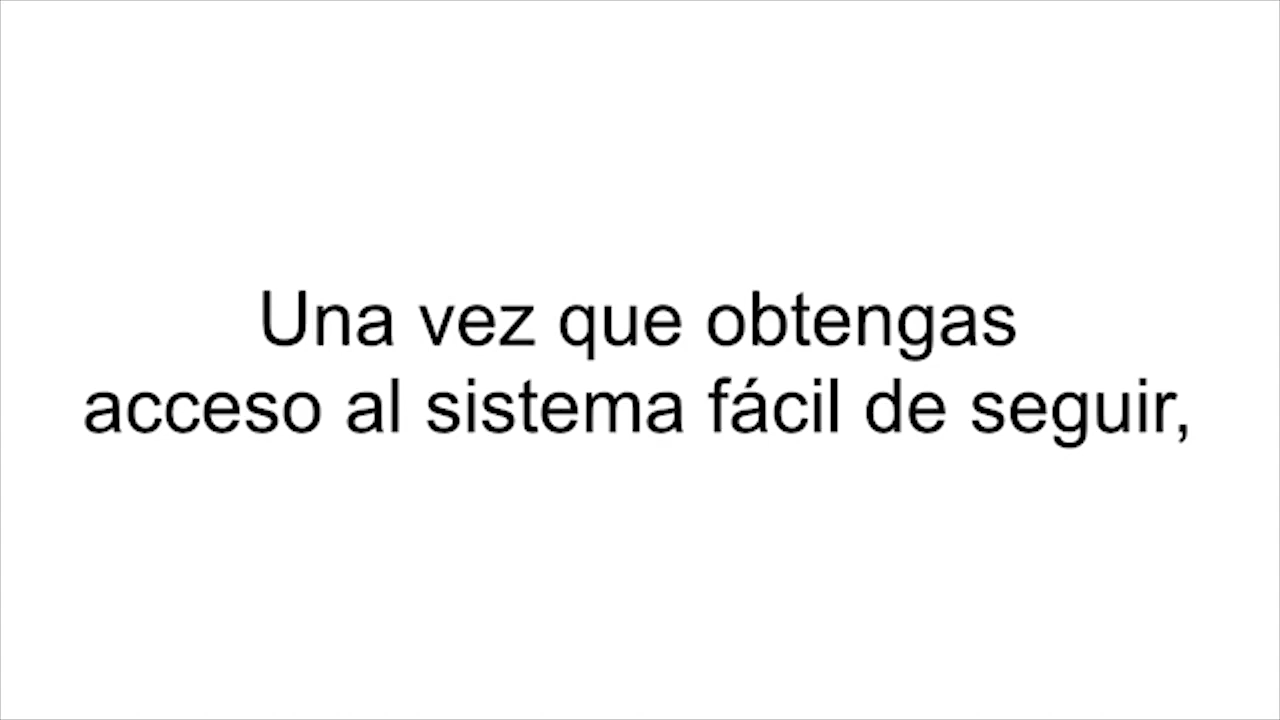 Una vez que obtengas
acceso al sistema fácil de seguir,